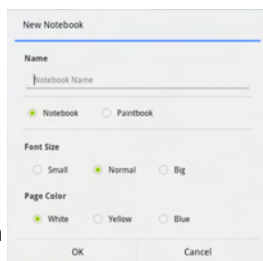 New Notebook
Name
Notebook Name
Notebook Paintbook
Font Size
Small Normal Big
Page Color
White Yellow Blue
OK Cancel